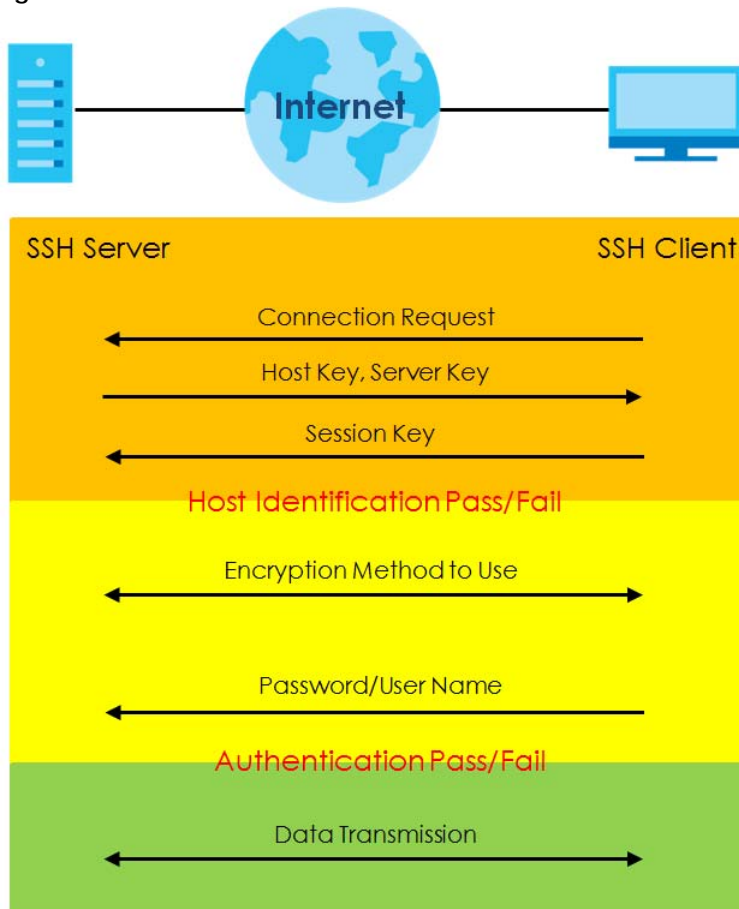 Internet
SSH Server
SSH Client
Connection Request
Host Key, Server Key
Session Key
Host Identification Pass/Fail
Encryption Method to Use
Password/User Name
Authentication Pass/Fail
Data Transmission